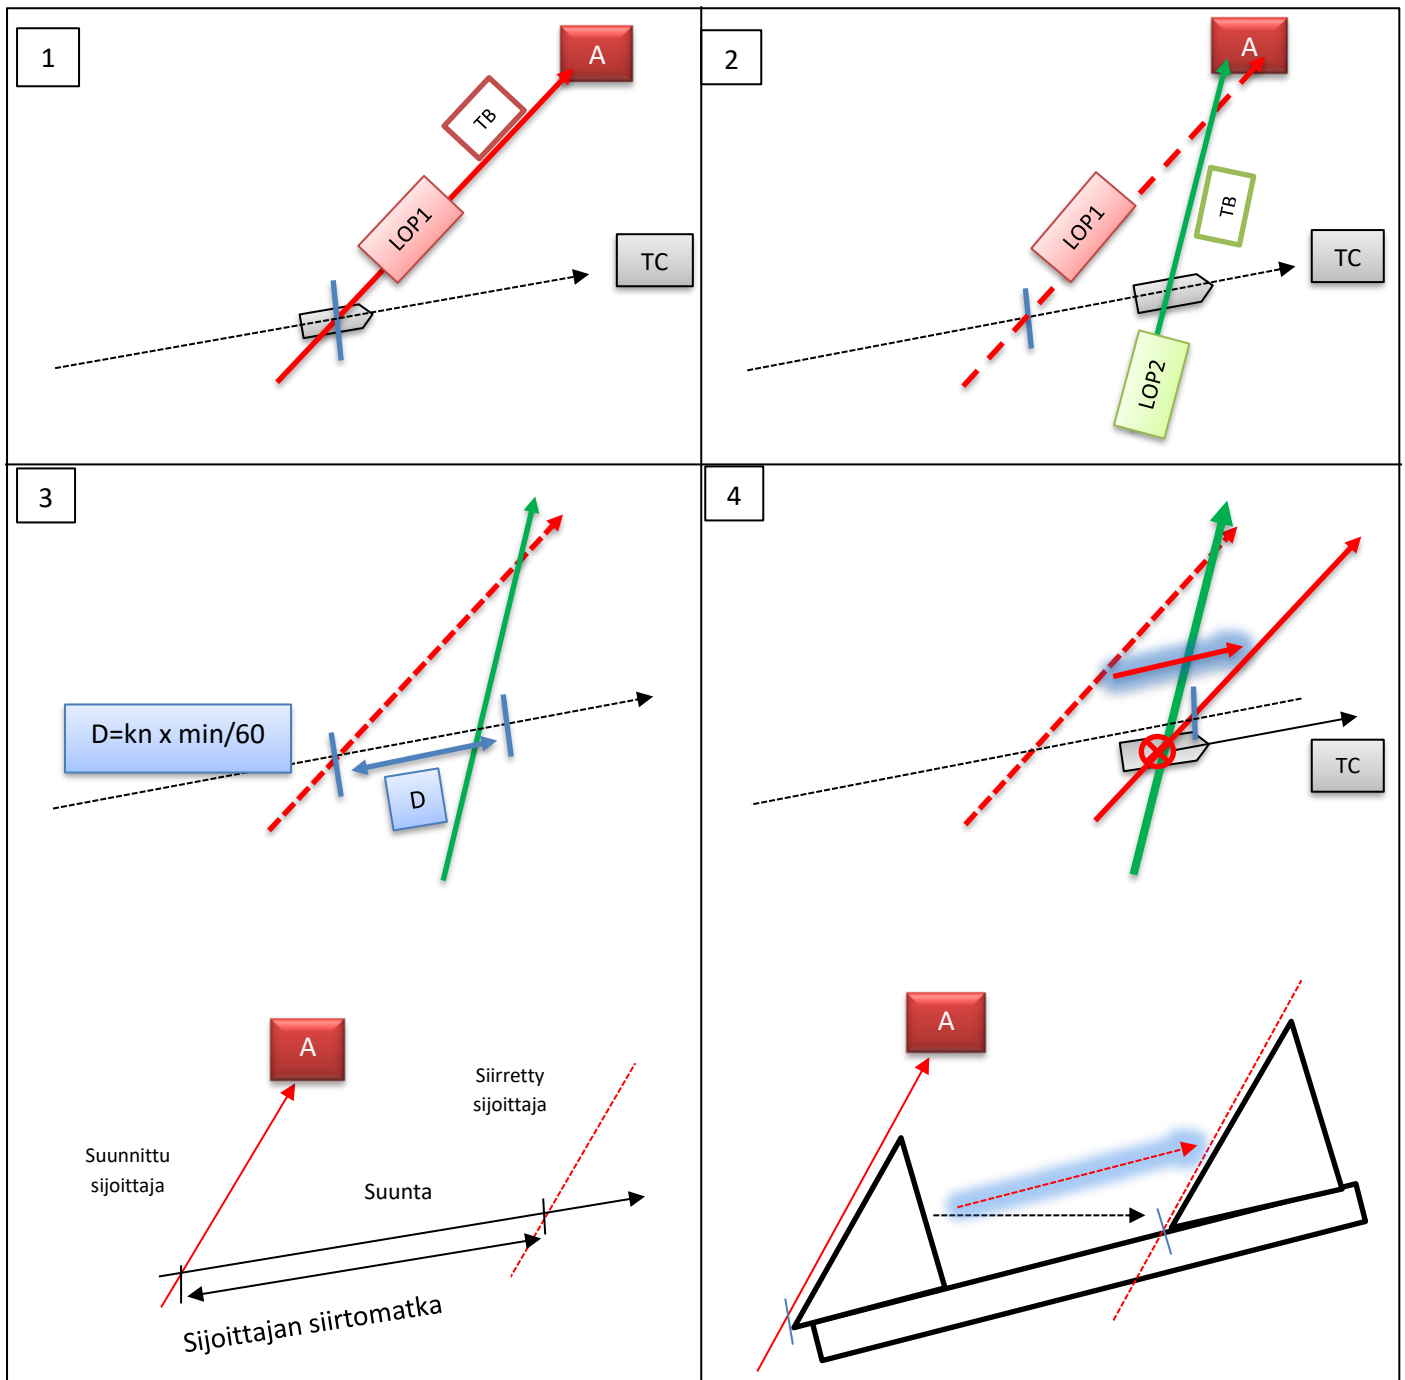 1
A
TB
LOP1
TC
2
A
LOP1
TB
TC
LOP2
3
D=kn x min/60
D
A
Siirretty
sijoittaja
Suunnittu
sijoittaja
Suunta
Sijoittajan siirtomatka
4
TC
A